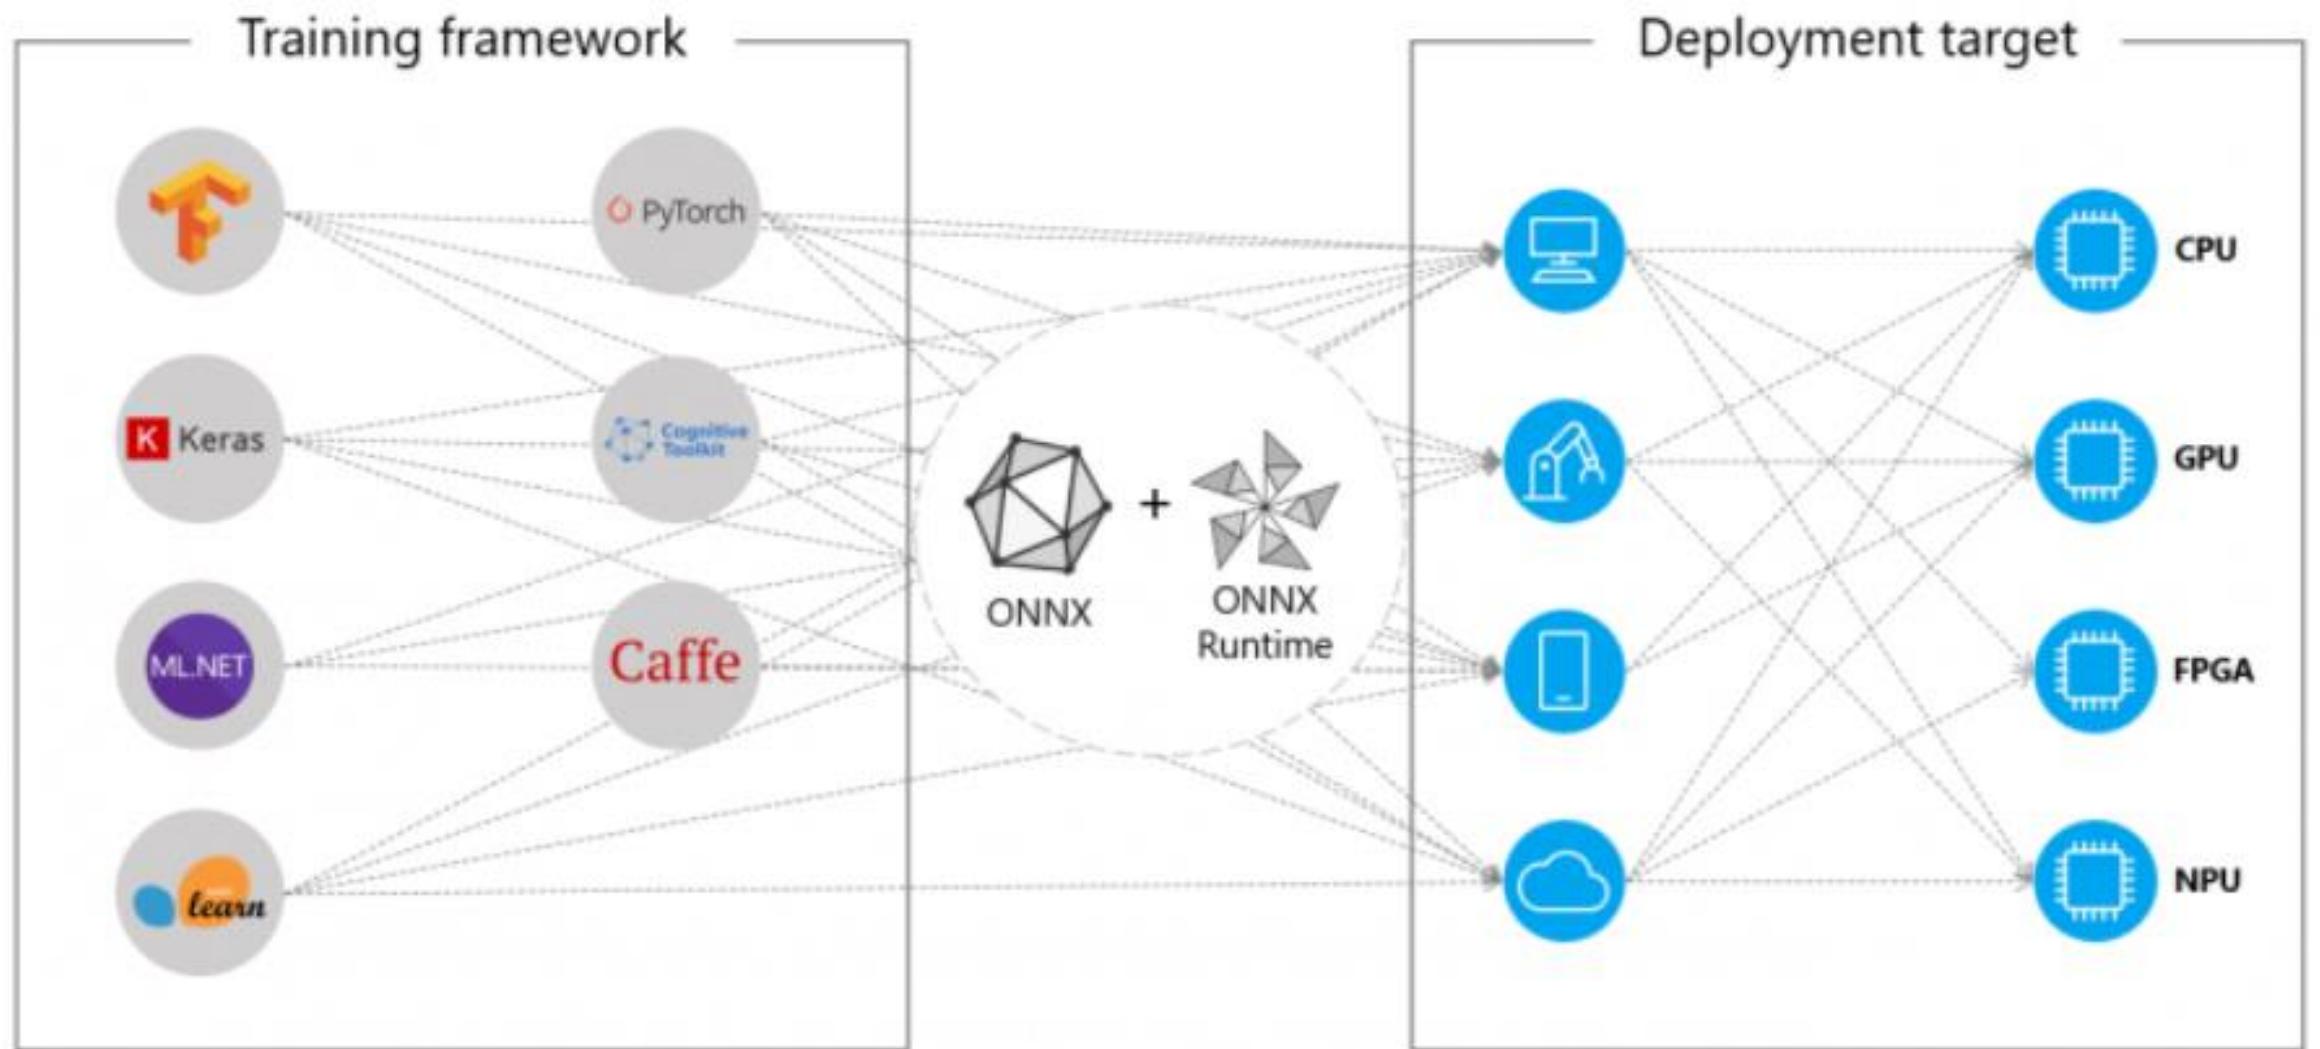 Training framework
Deployment target
PyTorch
K Keras
Cognitive
Toolkit
ML.NET
Caffe
learn
ONNX
+
ONNX
Runtime
CPU
GPU
FPGA
NPU